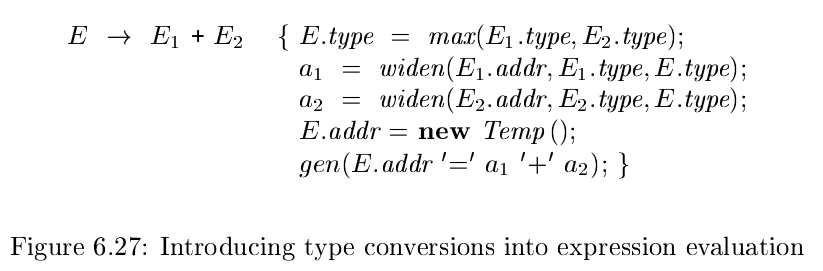 E → E₁ + E₂ { E.type = max(E₁.type, E₂.type);
a₁ = widen(E₁.addr, E₁.type, E.type);
a₂ = widen(E₂.addr, E₂.type, E.type);
E.addr = new Temp();
gen(E.addr '=' a₁ '+' a₂); }
Figure 6.27: Introducing type conversions into expression evaluation